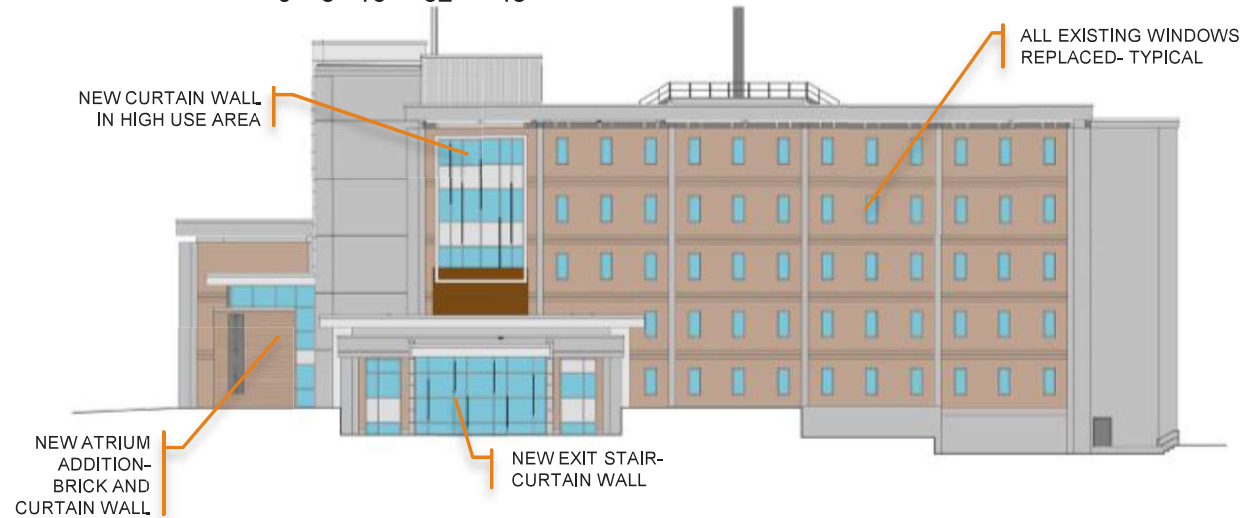 ALL EXISTING WINDOWS
REPLACED- TYPICAL
NEW CURTAIN WALL
IN HIGH USE AREA
NEW ATRIUM
ADDITION-
BRICK AND
CURTAIN WALL
NEW EXIT STAIR-
CURTAIN WALL